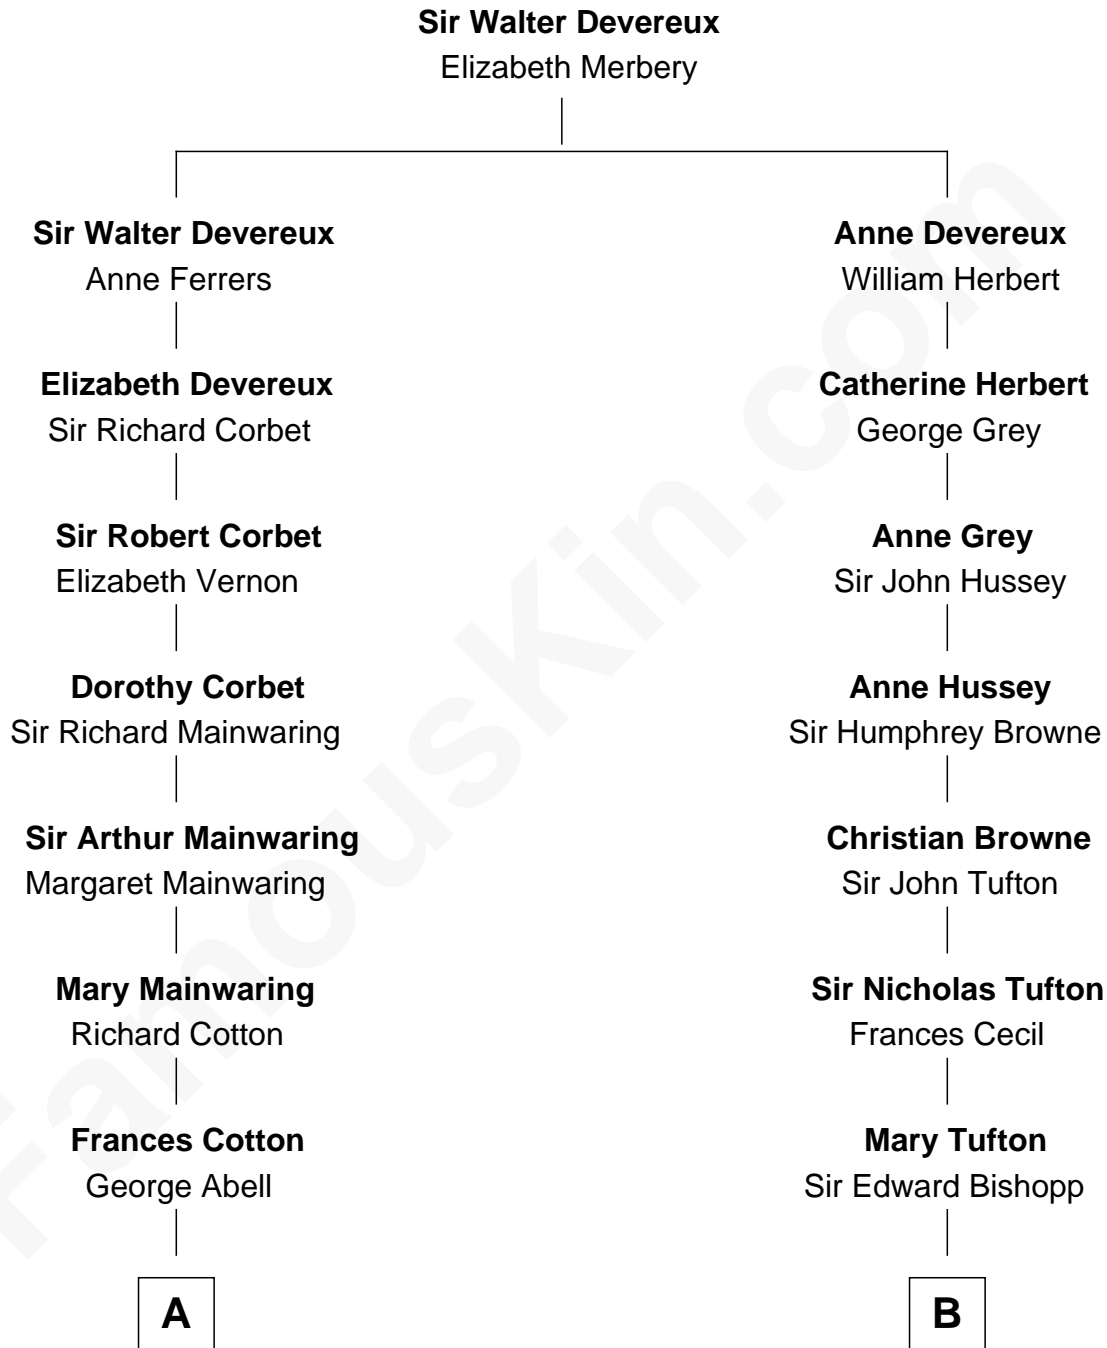 Sir Walter Devereux
Elizabeth Merbery
Sir Walter Devereux
Anne Ferrers
Elizabeth Devereux
Sir Richard Corbet
Sir Robert Corbet
Elizabeth Vernon
Dorothy Corbet
Sir Richard Mainwaring
Sir Arthur Mainwaring
Margaret Mainwaring
Mary Mainwaring
Richard Cotton
Frances Cotton
George Abell
A
Anne Devereux
William Herbert
Catherine Herbert
George Grey
Anne Grey
Sir John Hussey
Anne Hussey
Sir Humphrey Browne
Christian Browne
Sir John Tufton
Sir Nicholas Tufton
Frances Cecil
Mary Tufton
Sir Edward Bishopp
B
FamousKin.com